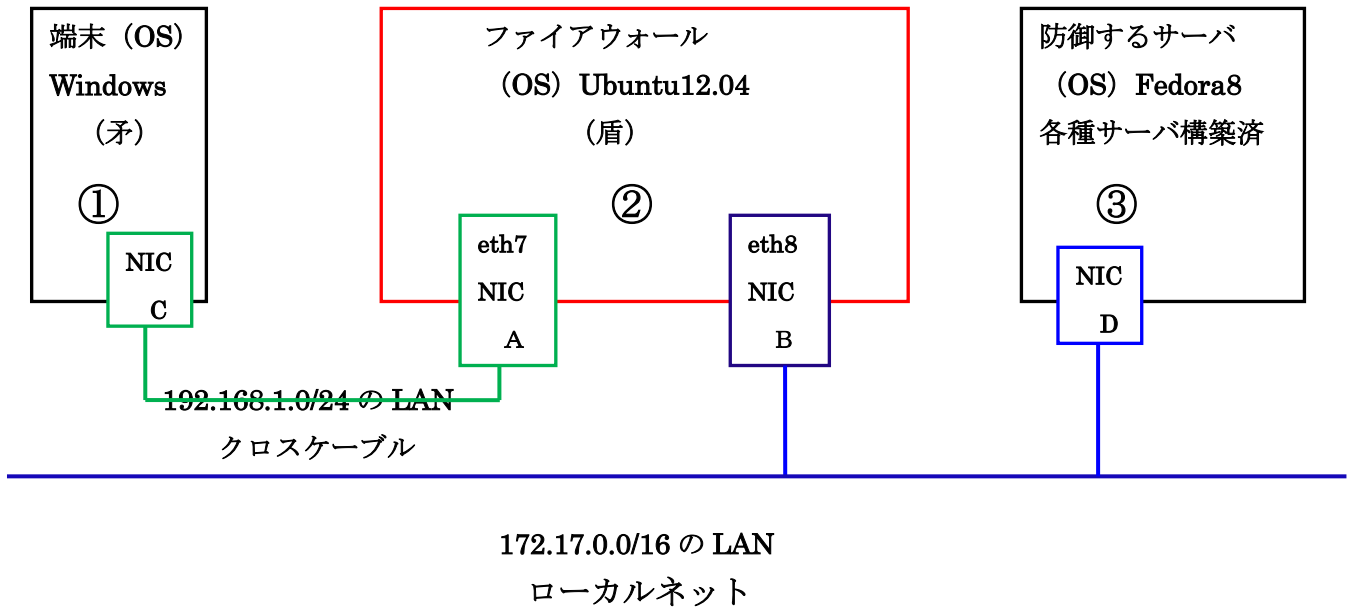 端末（OS）
Windows
（矛）
①
NIC
C
ファイアウォール
（OS）Ubuntu12.04
（盾）
②
eth7
NIC
A
eth8
NIC
B
防御するサーバ
（OS）Fedora8
各種サーバ構築済
③
NIC
D
192.168.1.0/24 の LAN
クロスケーブル
172.17.0.0/16 の LAN
ローカルネット